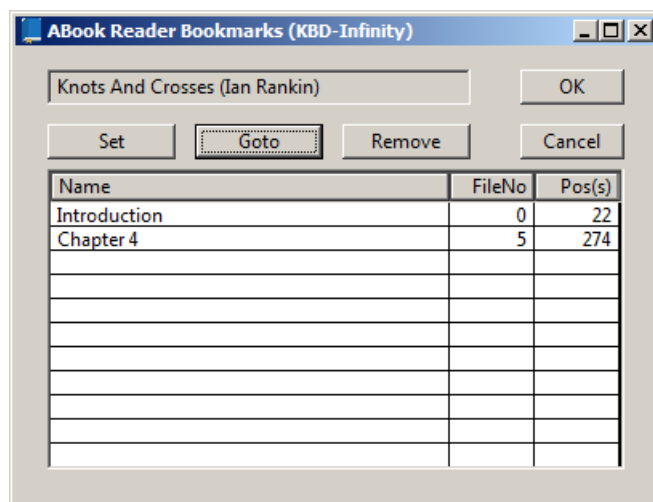 ABook Reader Bookmarks (KBD-Infinity)
Knots And Crosses (Ian Rankin) OK
Set Goto Remove Cancel
Name FileNo Pos(s)
Introduction 0 22
Chapter 4 5 274